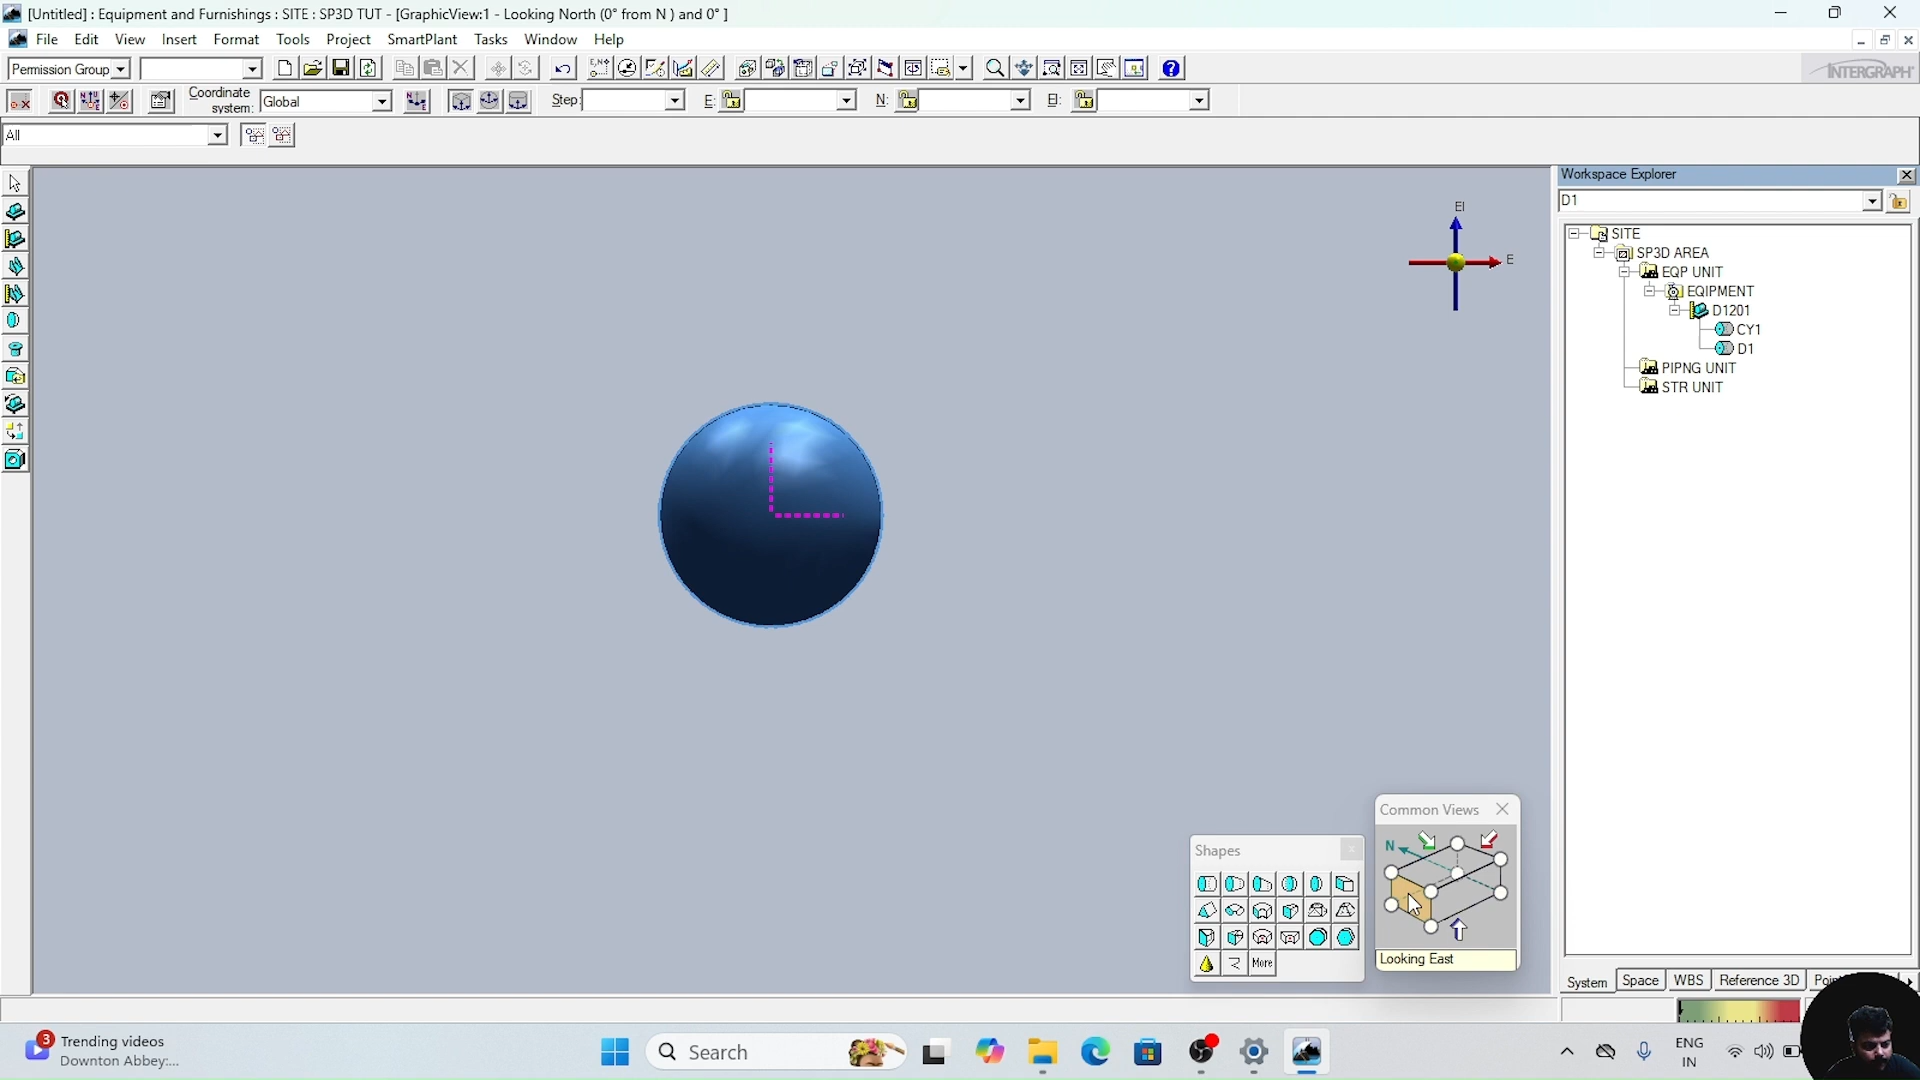 [Untitled] : Equipment and Furnishings : SITE : SP3D TUT - [GraphicView:1 - Looking North (0° from N ) and 0° ]
File Edit View Insert Format Tools Project SmartPlant Tasks Window Help
Permission Group
INTERGRAPH
Coordinate system: Global Step: E: N: El:
All
Workspace Explorer
D1
SITE
SP3D AREA
EQP UNIT
EQIPMENT
D1201
CY1
D1
PIPNG UNIT
STR UNIT
El
E
Shapes
More
Common Views
N
Looking East
System Space WBS Reference 3D
3
Trending videos
Downton Abbey:...
Search
ENG
IN